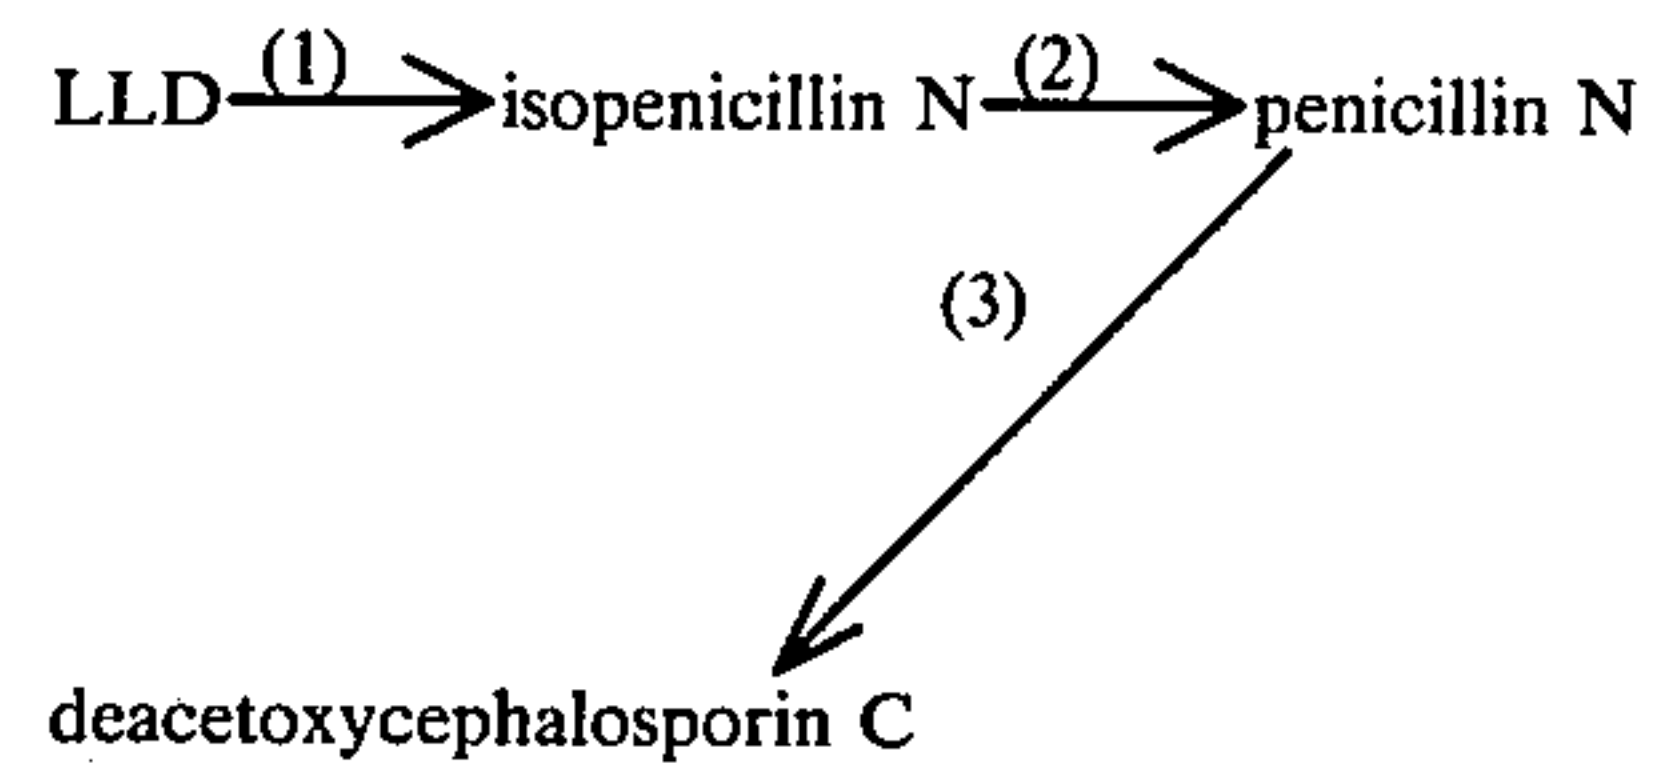 LLD (1) isopenicillin N (2) penicillin N
(3)
deacetoxycephalosporin C